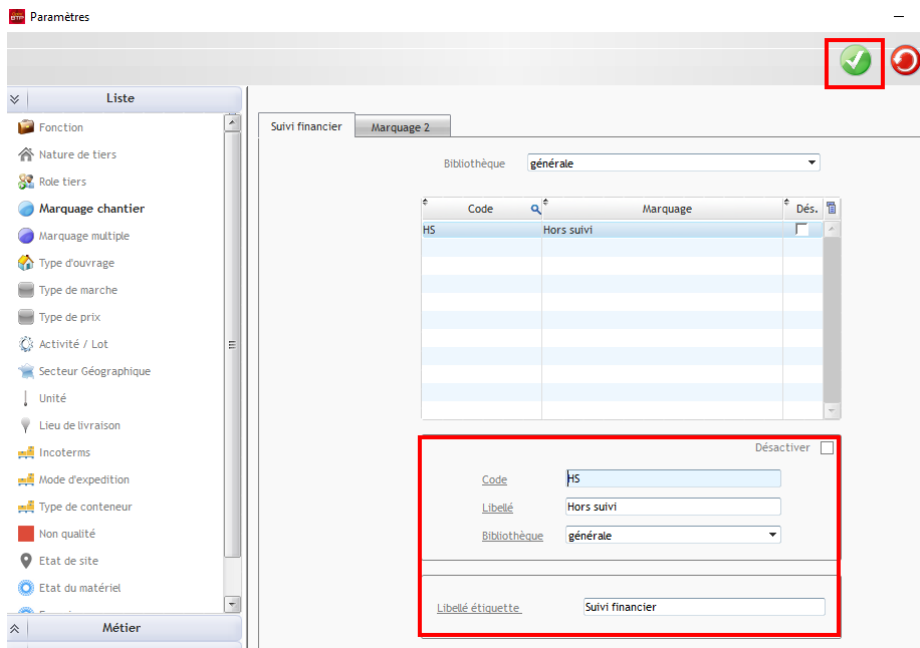 BTP Paramètres
Liste
Fonction
Nature de tiers
Role tiers
Marquage chantier
Marquage multiple
Type d'ouvrage
Type de marche
Type de prix
Activité / Lot
Secteur Géographique
Unité
Lieu de livraison
Incoterms
Mode d'expedition
Type de conteneur
Non qualité
Etat de site
Etat du matériel
Métier
Suivi financier Marquage 2
Bibliothèque générale
Code Marquage Dés.
HS Hors suivi
Désactiver
Code HS
Libellé Hors suivi
Bibliothèque générale
Libellé étiquette Suivi financier